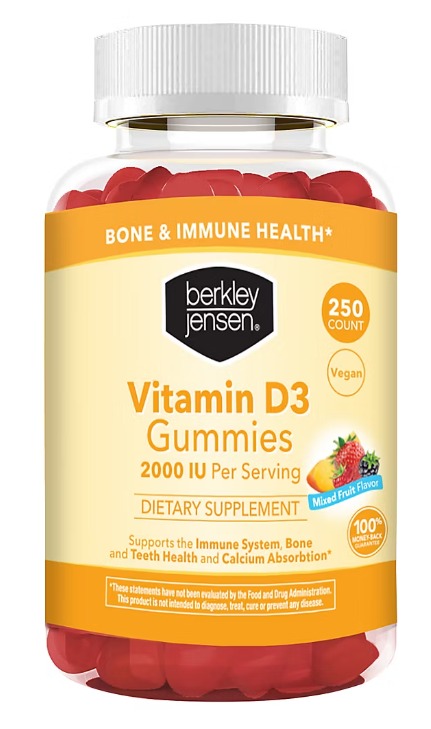 BONE & IMMUNE HEALTH*
berkley
jensen®
250
COUNT
Vegan
Vitamin D3
Gummies
2000 IU Per Serving
Mixed Fruit Flavor
DIETARY SUPPLEMENT
100%
MONEY-BACK
GUARANTEE
Supports the Immune System, Bone
and Teeth Health and Calcium Absorbtion*
*These statements have not been evaluated by the Food and Drug Administration.
This product is not intended to diagnose, treat, cure or prevent any disease.